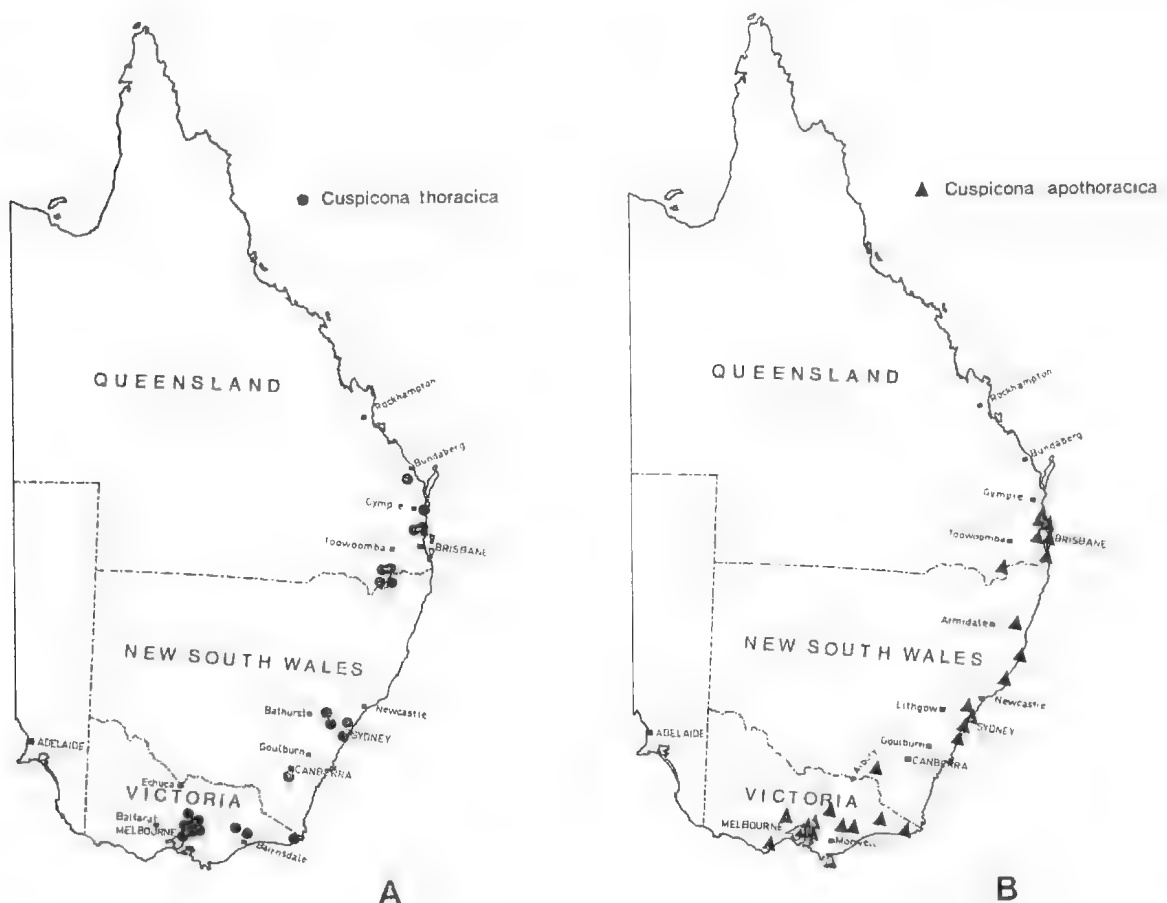 Cuspicona thoracica
QUEENSLAND
Rockhampton
Bundaberg
Gympie
Toowoomba
BRISBANE
NEW SOUTH WALES
Bathurst
Newcastle
SYDNEY
Goulburn
CANBERRA
ADELAIDE
Echuca
VICTORIA
Ballarat
MELBOURNE
Bairnsdale
A
Cuspicona apothoracica
QUEENSLAND
Rockhampton
Bundaberg
Gympie
Toowoomba
BRISBANE
Armidale
NEW SOUTH WALES
Newcastle
Lithgow
SYDNEY
Goulburn
CANBERRA
ADELAIDE
Albury
VICTORIA
MELBOURNE
Morwell
B